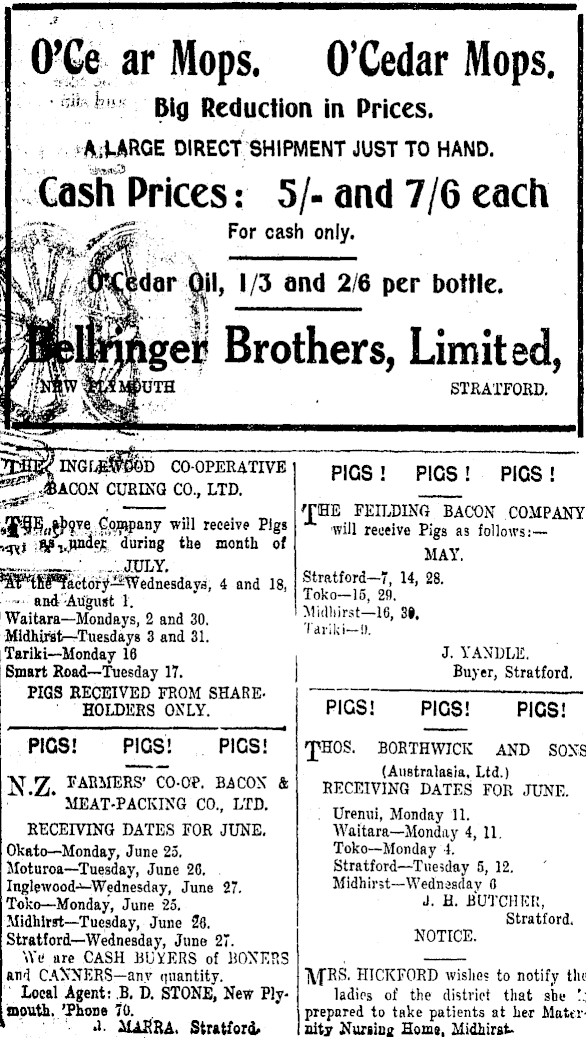 O'Ce ar Mops. O'Cedar Mops.
Big Reduction in Prices.
A LARGE DIRECT SHIPMENT JUST TO HAND.
Cash Prices: 5/- and 7/6 each
For cash only.
O'Cedar Oil, 1/3 and 2/6 per bottle.
Bellringer Brothers, Limited,
NEW PLYMOUTH STRATFORD.
THE INGLEWOOD CO-OPERATIVE
BACON CURING CO., LTD.
THE above Company will receive Pigs
as under during the month of
JULY.
At the factory—Wednesdays, 4 and 18,
and August 1.
Waitara—Mondays, 2 and 30.
Midhirst—Tuesdays 3 and 31.
Tariki—Monday 16
Smart Road—Tuesday 17.
PIGS RECEIVED FROM SHARE-
HOLDERS ONLY.
PIGS! PIGS! PIGS!
N.Z. FARMERS' CO-OP. BACON &
MEAT-PACKING CO., LTD.
RECEIVING DATES FOR JUNE.
Okato—Monday, June 25.
Moturoa—Tuesday, June 26.
Inglewood—Wednesday, June 27.
Toko—Monday, June 25.
Midhirst—Tuesday, June 26.
Stratford—Wednesday, June 27.
We are CASH BUYERS of BONERS
and CANNERS—any quantity.
Local Agent: B. D. STONE, New Ply-
mouth. 'Phone 70.
J. MARRA. Stratford.
PIGS! PIGS! PIGS!
THE FEILDING BACON COMPANY
will receive Pigs as follows:—
MAY.
Stratford—7, 14, 28.
Toko—15, 29.
Midhirst—16, 30.
Tariki—9.
J. YANDLE.
Buyer, Stratford.
PIGS! PIGS! PIGS!
THOS. BORTHWICK AND SONS
(Australasia, Ltd.)
RECEIVING DATES FOR JUNE.
Urenui, Monday 11.
Waitara—Monday 4, 11.
Toko—Monday 4.
Stratford—Tuesday 5, 12.
Midhirst—Wednesday 6
J. H. BUTCHER,
Stratford.
NOTICE.
MRS. HICKFORD wishes to notify the
ladies of the district that she
prepared to take patients at her Mater-
nity Nursing Home, Midhirst.